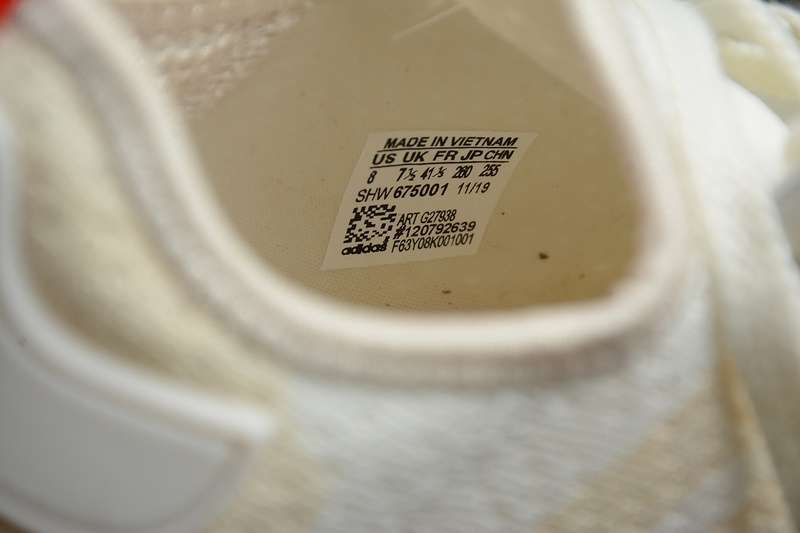 MADE IN VIETNAM
US UK FR JP CHN
8 7½ 41⅓ 260 255
SHW 675001 11/19
ART G27938
#120792639
adidas F63Y08K001001